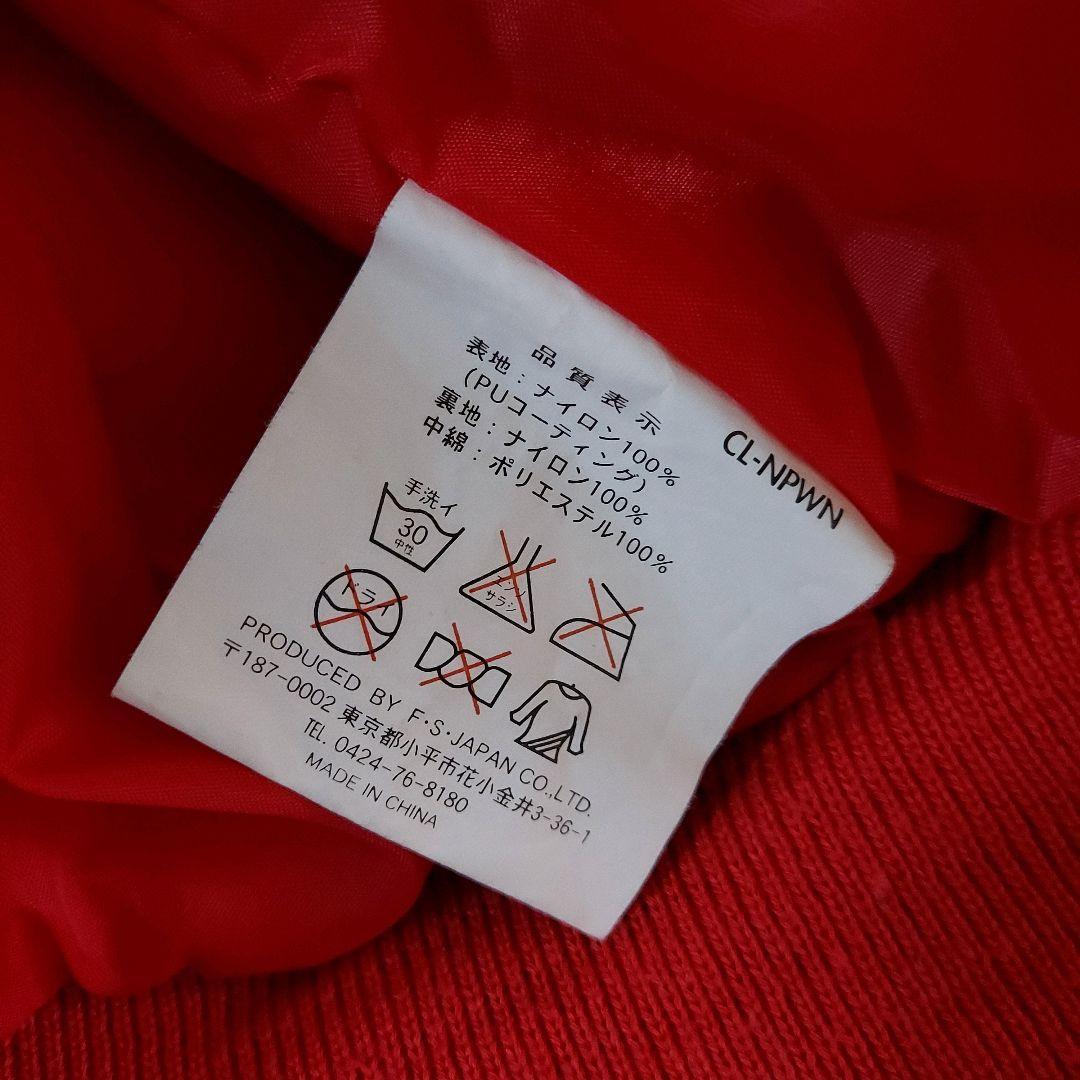 CL-NPWN
品質表示
表地：ナイロン100%
(PUコーティング)
裏地：ナイロン100%
中綿：ポリエステル100%
手洗イ
30
中性
エンソ
サラシ
ドライ
PRODUCED BY F・S・JAPAN CO.,LTD.
〒187-0002 東京都小平市花小金井3-36-1
TEL. 0424-76-8180
MADE IN CHINA